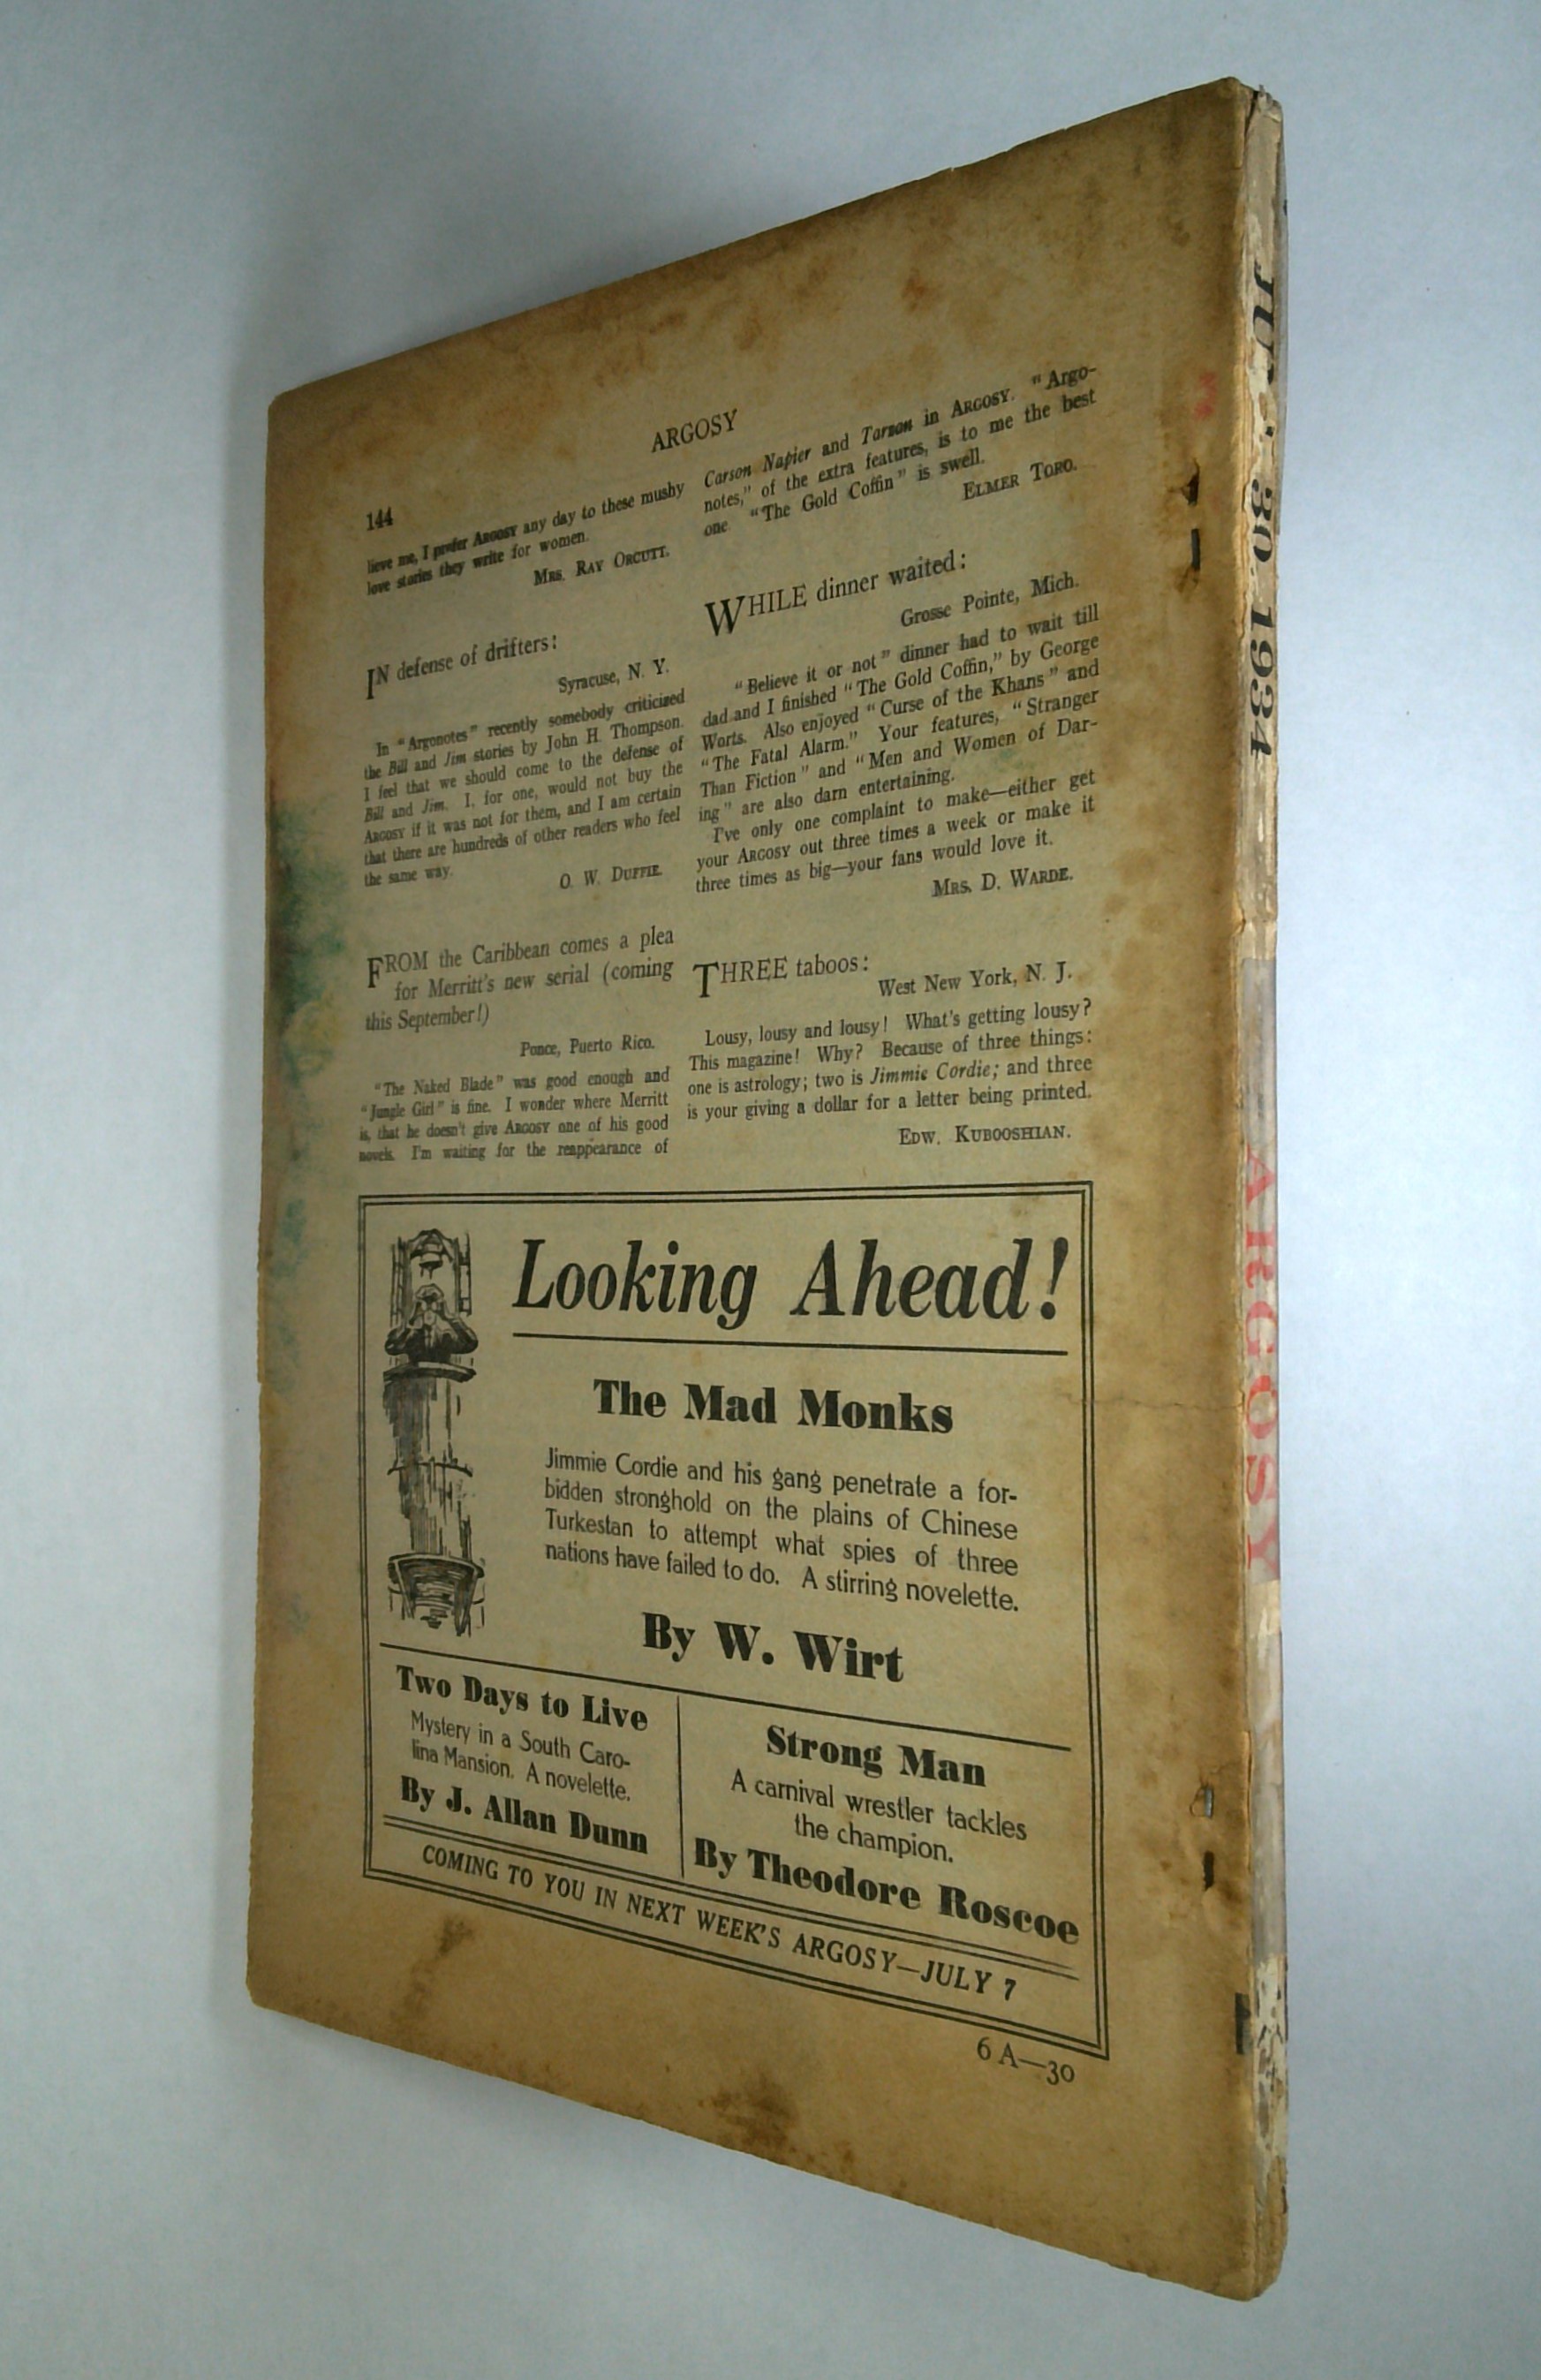 144
ARGOSY
lieve me, I prefer ARGOSY any day to these mushy
love stories they write for women.
MRS. RAY ORCUTT.
IN defense of drifters:
Syracuse, N. Y.
In “Argonotes” recently somebody criticized
the Bill and Jim stories by John H. Thompson.
I feel that we should come to the defense of
Bill and Jim. I, for one, would not buy the
ARGOSY if it was not for them, and I am certain
that there are hundreds of other readers who feel
the same way.
O. W. DUFFIE.
FROM the Caribbean comes a plea
for Merritt's new serial (coming
this September!)
Ponce, Puerto Rico.
“The Naked Blade” was good enough and
“Jungle Girl” is fine. I wonder where Merritt
is, that he doesn't give ARGOSY one of his good
novels. I'm waiting for the reappearance of
Carson Napier and Tarzan in ARGOSY. “Argo-
notes,” of the extra features, is to me the best
one. “The Gold Coffin” is swell.
ELMER TORO.
WHILE dinner waited:
Grosse Pointe, Mich.
“Believe it or not” dinner had to wait till
dad and I finished “The Gold Coffin,” by George
Worts. Also enjoyed “Curse of the Khans” and
“The Fatal Alarm.” Your features, “Stranger
Than Fiction” and “Men and Women of Dar-
ing” are also darn entertaining.
I've only one complaint to make—either get
your ARGOSY out three times a week or make it
three times as big—your fans would love it.
MRS. D. WARDE.
THREE taboos:
West New York, N. J.
Lousy, lousy and lousy! What's getting lousy?
This magazine! Why? Because of three things:
one is astrology; two is Jimmie Cordie; and three
is your giving a dollar for a letter being printed.
EDW. KUBOOSHIAN.
Looking Ahead!
The Mad Monks
Jimmie Cordie and his gang penetrate a for-
bidden stronghold on the plains of Chinese
Turkestan to attempt what spies of three
nations have failed to do. A stirring novelette.
By W. Wirt
Two Days to Live
Mystery in a South Caro-
lina Mansion. A novelette.
By J. Allan Dunn
Strong Man
A carnival wrestler tackles
the champion.
By Theodore Roscoe
COMING TO YOU IN NEXT WEEK'S ARGOSY—JULY 7
6 A—30
30, 1934
ARGOSY